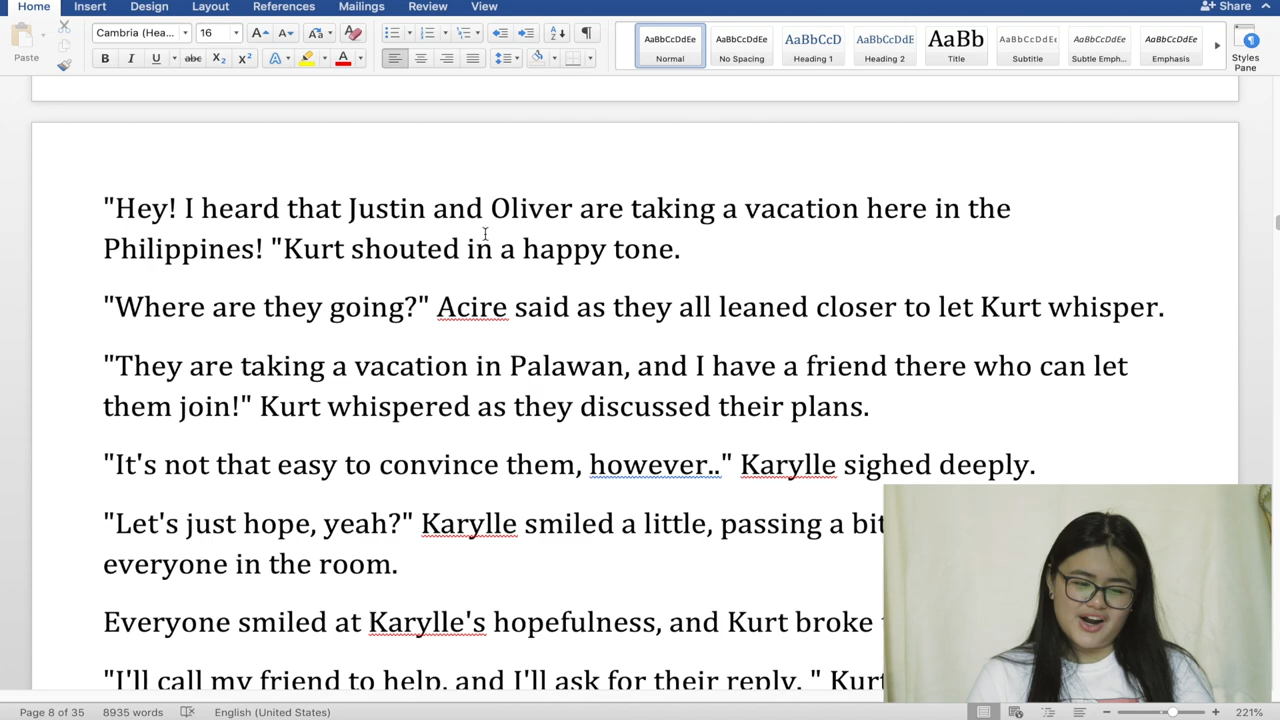 Home Insert Design Layout References Mailings Review View Share
Paste Cambria (Hea... 16 AaBbCcDdEe AaBbCcDdEe AaBbCcD AaBbCcDdE AaBb AaBbCcDdEe AaBbCcDdEe AaBbCcDdEe
B I U abc X₂ X² A A Normal No Spacing Heading 1 Heading 2 Title Subtitle Subtle Emph... Emphasis Styles Pane
"Hey! I heard that Justin and Oliver are taking a vacation here in the
Philippines! "Kurt shouted in a happy tone.
"Where are they going?" Acire said as they all leaned closer to let Kurt whisper.
"They are taking a vacation in Palawan, and I have a friend there who can let
them join!" Kurt whispered as they discussed their plans.
"It's not that easy to convince them, however.." Karylle sighed deeply.
"Let's just hope, yeah?" Karylle smiled a little, passing a bit
everyone in the room.
Everyone smiled at Karylle's hopefulness, and Kurt broke
"I'll call my friend to help, and I'll ask for their reply. " Kurt
Page 8 of 35 8935 words English (United States) 221%